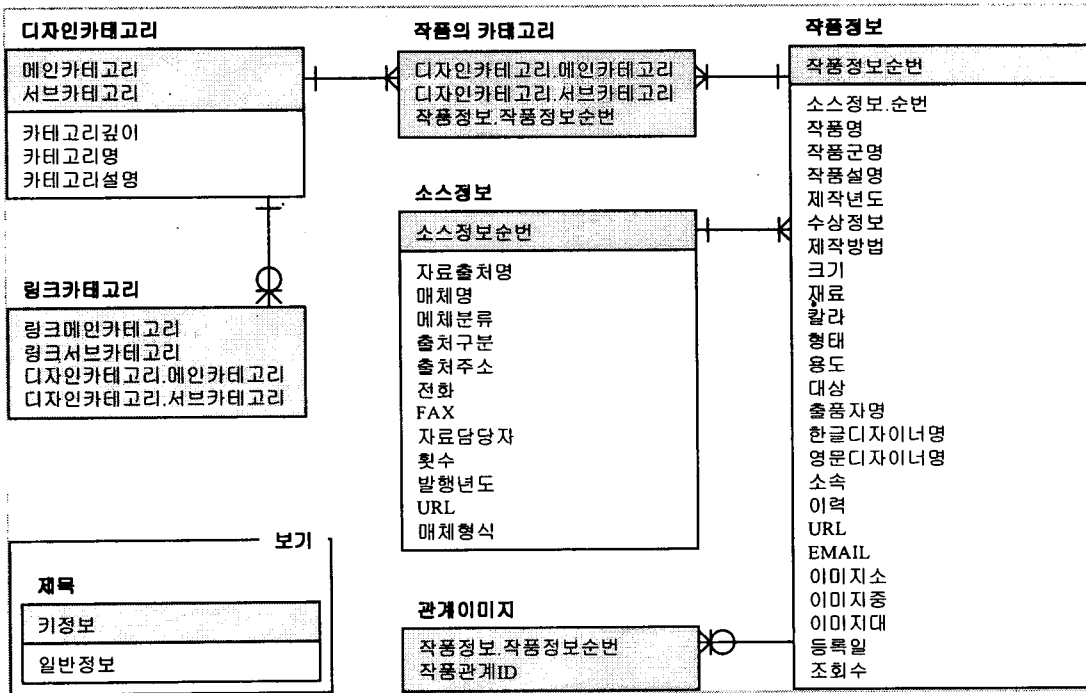 디자인카테고리
메인카테고리
서브카테고리
카테고리깊이
카테고리명
카테고리설명
링크카테고리
링크메인카테고리
링크서브카테고리
디자인카테고리.메인카테고리
디자인카테고리.서브카테고리
보기
제목
키정보
일반정보
작품의 카테고리
디자인카테고리.메인카테고리
디자인카테고리.서브카테고리
작품정보.작품정보순번
소스정보
소스정보순번
자료출처명
매체명
메체분류
출처구분
출처주소
전화
FAX
자료담당자
횟수
발행년도
URL
매체형식
관계이미지
작품정보.작품정보순번
작품관계ID
작품정보
작품정보순번
소스정보.순번
작품명
작품군명
작품설명
제작년도
수상정보
제작방법
크기
재료
칼라
형태
용도
대상
출품자명
한글디자이너명
영문디자이너명
소속
이력
URL
EMAIL
이미지소
이미지중
이미지대
등록일
조회수